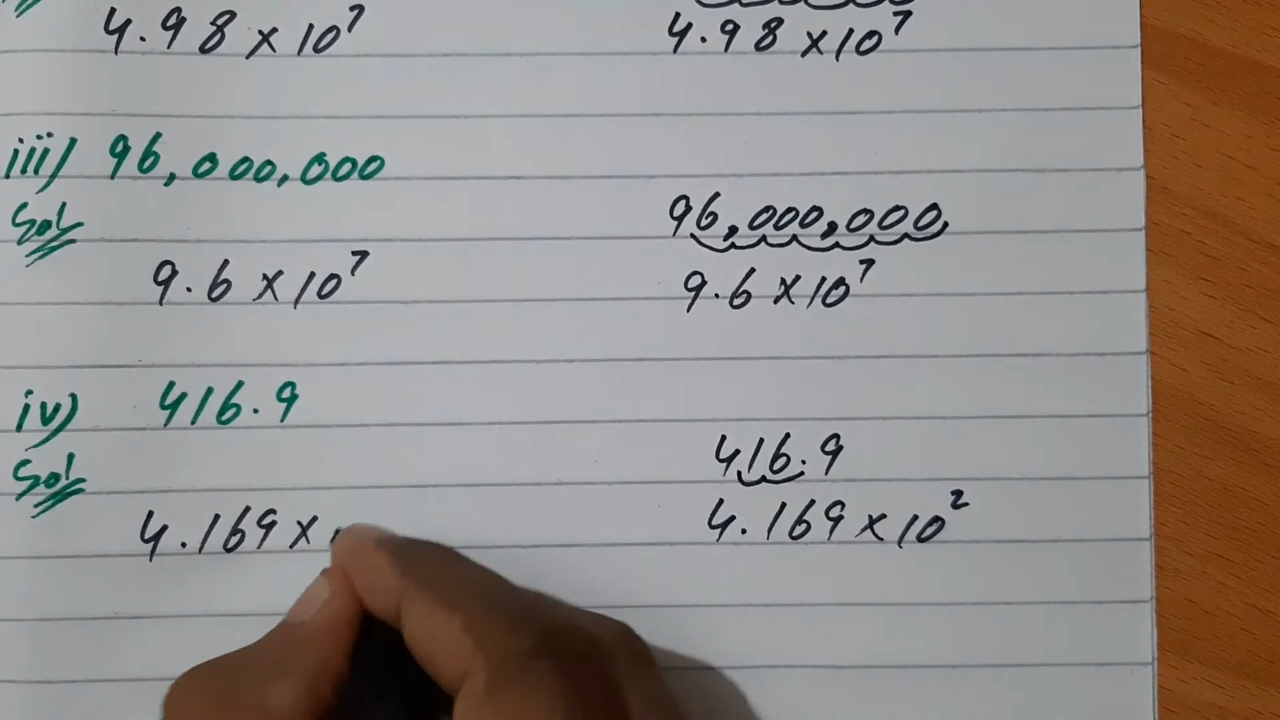 4.98 × 10⁷
4.98 × 10⁷
iii) 96,000,000
Sol
96,000,000
9.6 × 10⁷
9.6 × 10⁷
iv) 416.9
Sol
416.9
4.169 ×
4.169 × 10²